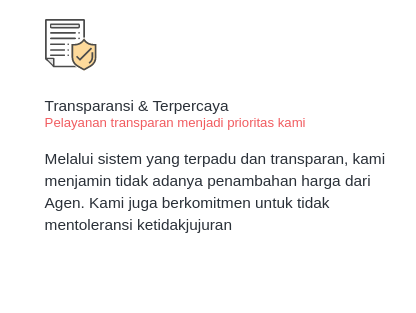 Transparansi & Terpercaya
Pelayanan transparan menjadi prioritas kami
Melalui sistem yang terpadu dan transparan, kami
menjamin tidak adanya penambahan harga dari
Agen. Kami juga berkomitmen untuk tidak
mentoleransi ketidakjujuran